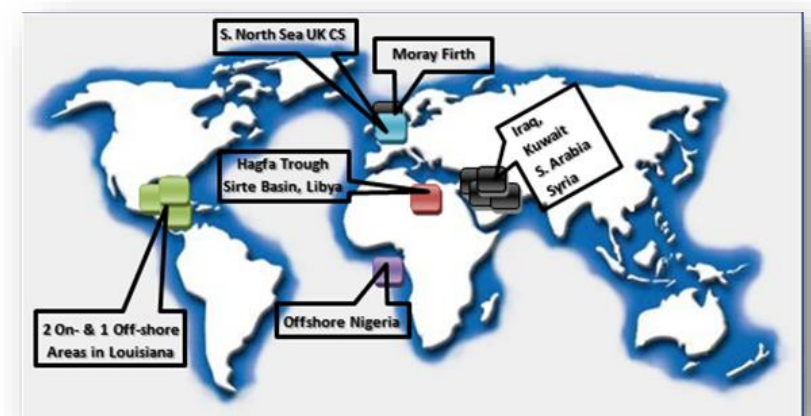 S. North Sea UK CS
Moray Firth
Iraq,
Kuwait
S. Arabia
Syria
Hagfa Trough
Sirte Basin, Libya
Offshore Nigeria
2 On- & 1 Off-shore
Areas in Louisiana